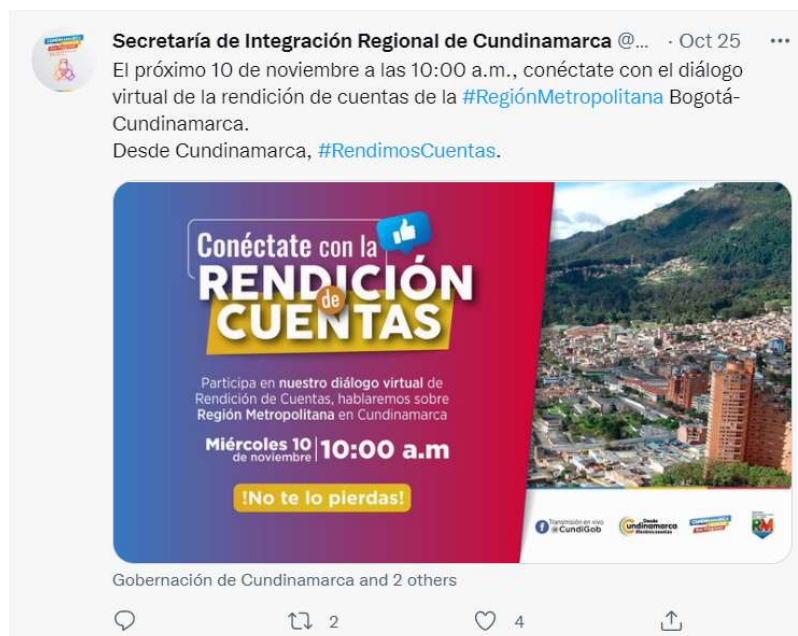 Secretaría de Integración Regional de Cundinamarca @... · Oct 25 ...
El próximo 10 de noviembre a las 10:00 a.m., conéctate con el diálogo
virtual de la rendición de cuentas de la #RegiónMetropolitana Bogotá-
Cundinamarca.
Desde Cundinamarca, #RendimosCuentas.
Conéctate con la
RENDICIÓN
de
CUENTAS
Participa en nuestro diálogo virtual de
Rendición de Cuentas, hablaremos sobre
Región Metropolitana en Cundinamarca
Miércoles 10
de noviembre
10:00 a.m
!No te lo pierdas!
Transmisión en vivo
@CundiGob
Desde
Cundinamarca
RM
Gobernación de Cundinamarca and 2 others
2
4